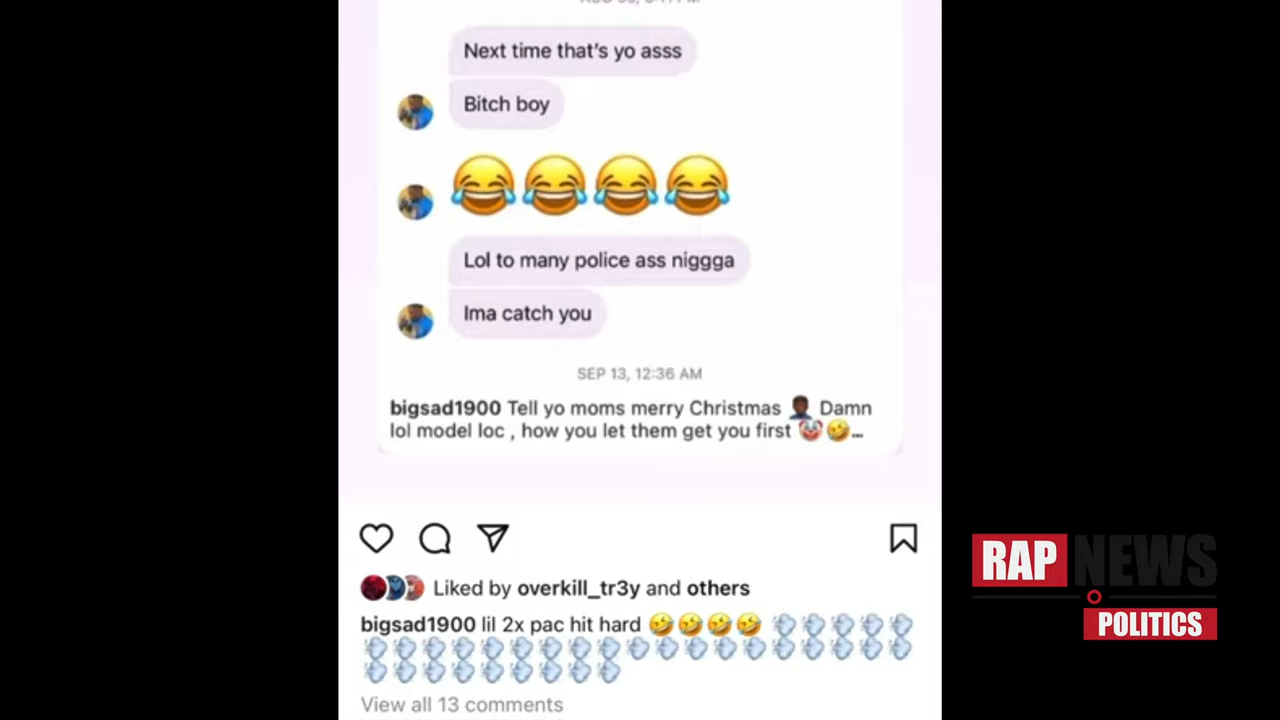 Next time that's yo asss
Bitch boy
😂😂😂😂
Lol to many police ass niggga
Ima catch you
SEP 13, 12:36 AM
bigsad1900 Tell yo moms merry Christmas 🤦🏿‍♂️ Damn
lol model loc , how you let them get you first 🤡🤣...
Liked by overkill_tr3y and others
bigsad1900 lil 2x pac hit hard 🤣🤣🤣🤣 💨💨💨💨💨
💨💨💨💨💨💨💨💨💨💨💨💨💨💨💨💨💨💨💨
💨💨💨💨💨💨💨💨💨
View all 13 comments
RAP NEWS
POLITICS